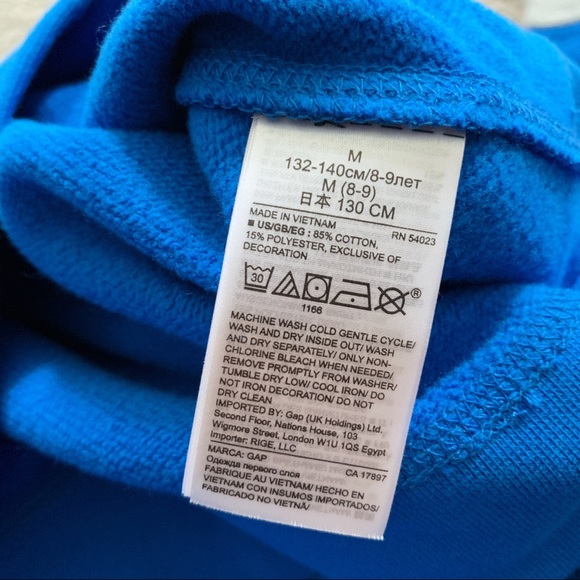 M
132-140см/8-9лет
M (8-9)
日本 130 CM
MADE IN VIETNAM RN 54023
■ US/GB/EG : 85% COTTON,
15% POLYESTER, EXCLUSIVE OF
DECORATION
30
®
1166
MACHINE WASH COLD GENTLE CYCLE/
WASH AND DRY INSIDE OUT/ WASH
AND DRY SEPARATELY/ ONLY NON-
CHLORINE BLEACH WHEN NEEDED/
REMOVE PROMPTLY FROM WASHER/
TUMBLE DRY LOW/ COOL IRON/ DO
NOT IRON DECORATION/ DO NOT
DRY CLEAN
IMPORTED BY: Gap (UK Holdings) Ltd.
Second Floor, Nations House, 103
Wigmore Street, London W1U 1QS Egypt
Importer: RIGE, LLC
MARCA: GAP CA 17897
Одежда первого слоя
FABRIQUE AU VIETNAM/ HECHO EN
VIETNAM CON INSUMOS IMPORTADOS/
FABRICADO NO VIETNÃ